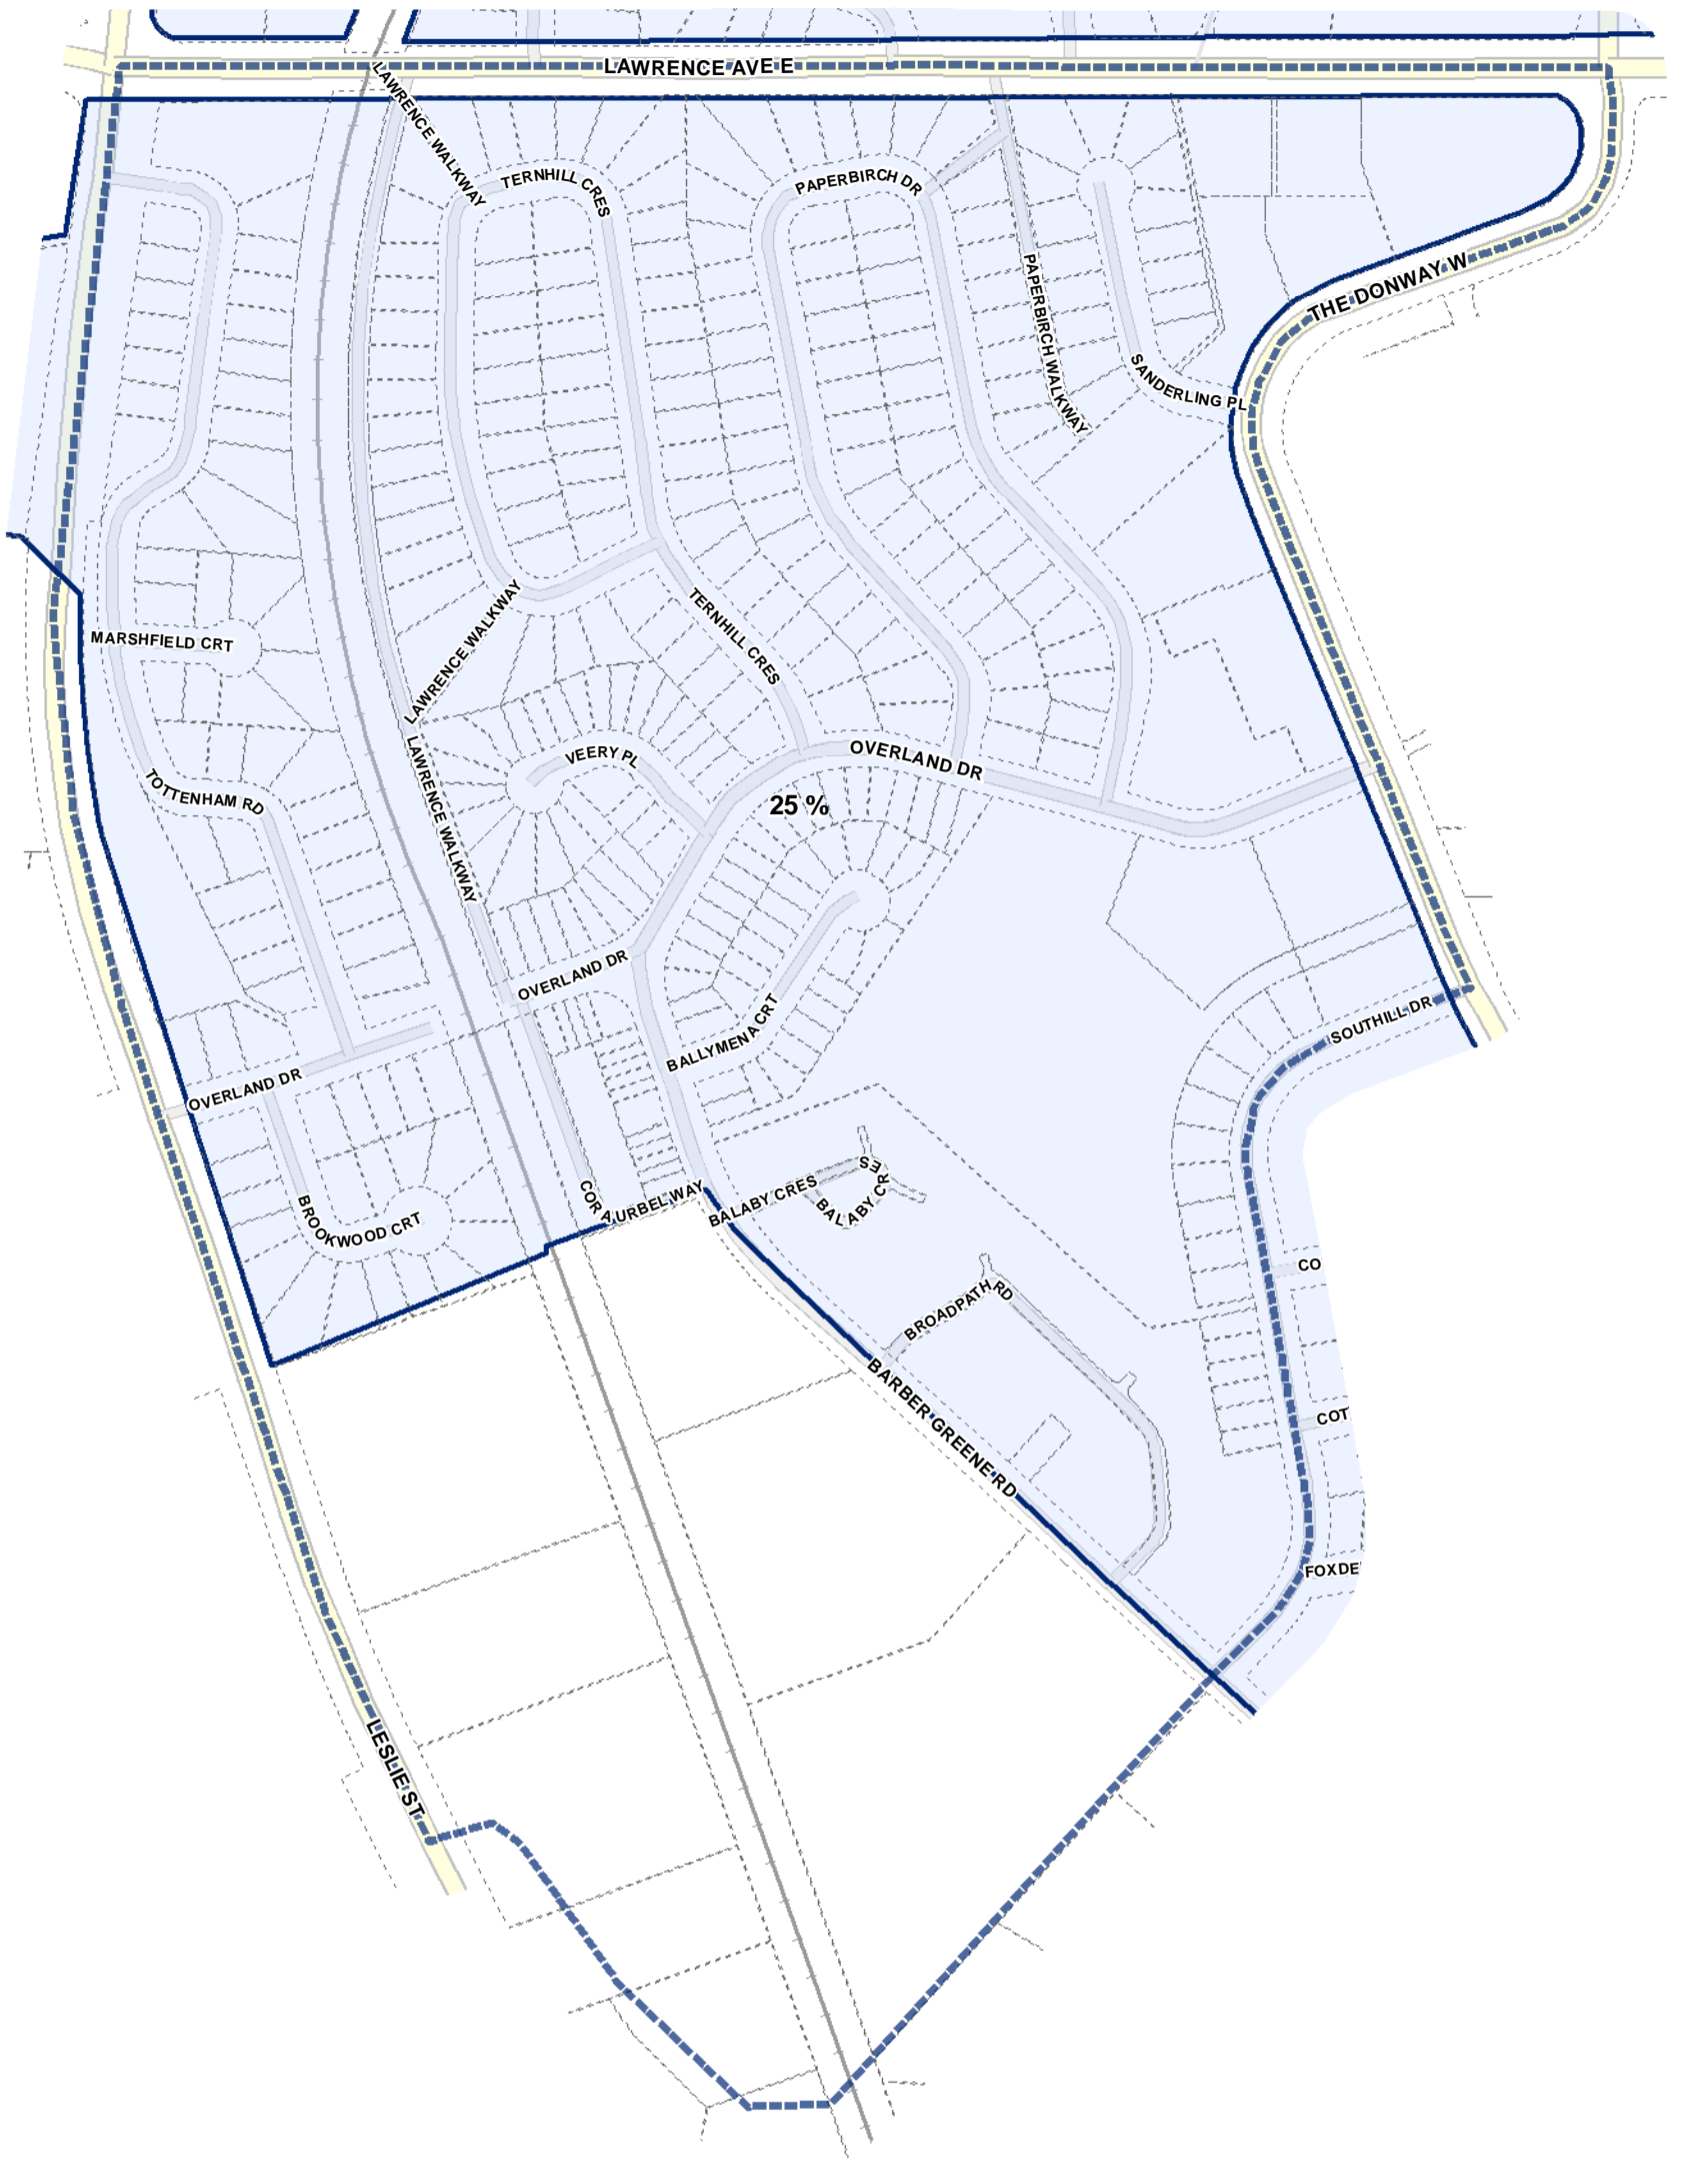 LAWRENCE AVE E
LAWRENCE WALKWAY
TERNHILL CRES
PAPERBIRCH DR
THE DONWAY W
PAPERBIRCH WALKWAY
SANDERLING PL
LAWRENCE WALKWAY
TERNHILL CRES
MARSHFIELD CRT
LAWRENCE WALKWAY
VEERY PL
OVERLAND DR
TOTTENHAM RD
25 %
OVERLAND DR
BALLYMENA CRT
SOUTHILL DR
OVERLAND DR
BALABY CRES
BALABY CRES
CORA URBEL WAY
BROOKWOOD CRT
CO
BROADPATH RD
BARBER GREENE RD
COT
FOXDE
LESLIE ST